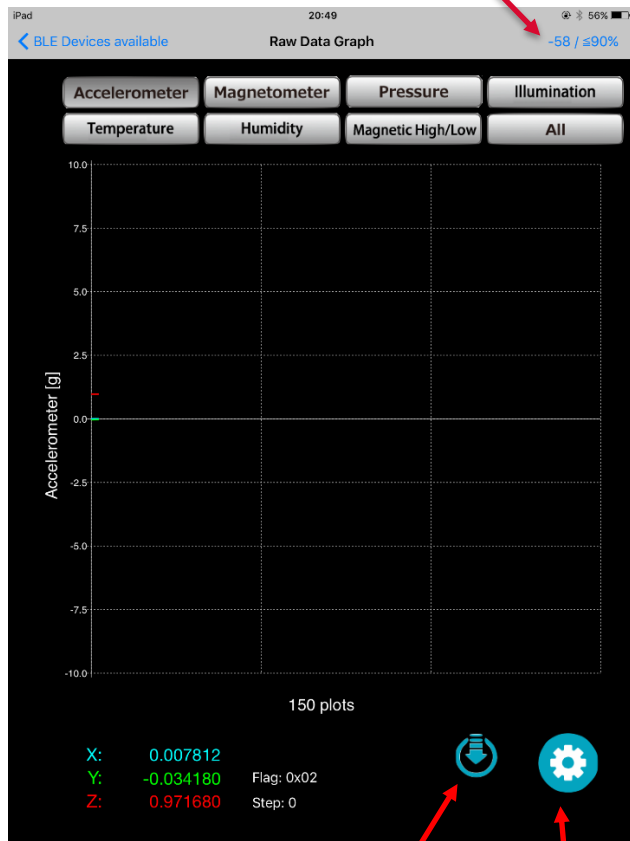 iPad 20:49 56%
BLE Devices available Raw Data Graph -58 / ≤90%
Accelerometer Magnetometer Pressure Illumination
Temperature Humidity Magnetic High/Low All
10.0
7.5
5.0
2.5
0.0
-2.5
-5.0
-7.5
-10.0
Accelerometer [g]
150 plots
X: 0.007812
Y: -0.034180 Flag: 0x02
Z: 0.971680 Step: 0